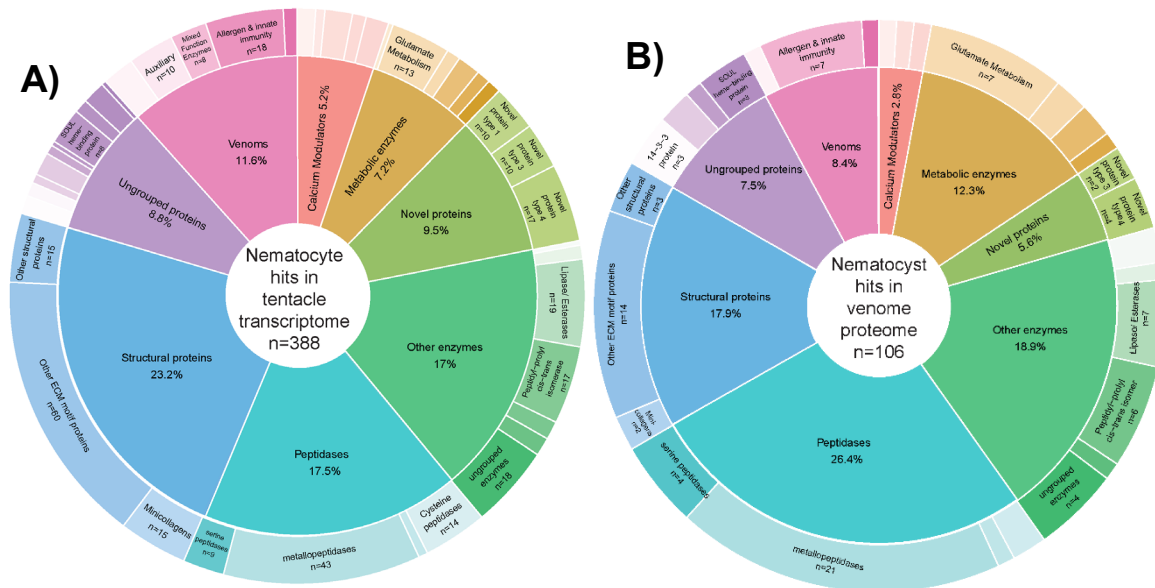 A)
Auxiliary
n=10
Mixed
Function
Enzymes
n=8
Allergen & innate
immunity
n=18
Glutamate
Metabolism
n=13
Novel
protein
type 1
n=10
Novel
protein
type 3
n=10
Novel
protein
type 4
n=17
Lipase/ Esterases
n=19
Peptidyl-prolyl
cis-trans
isomerase
n=17
ungrouped
enzymes
n=18
Cysteine
peptidases
n=14
metallopeptidases
n=43
serine
peptidases
n=9
Minicollagens
n=15
Other ECM motif proteins
n=60
Other structural
proteins
n=15
SOUL
heme-
binding
protein
n=8
Venoms
11.6%
Calcium Modulators 5.2%
Metabolic enzymes
7.2%
Novel proteins
9.5%
Other enzymes
17%
Peptidases
17.5%
Structural proteins
23.2%
Ungrouped proteins
8.8%
Nematocyte
hits in
tentacle
transcriptome
n=388
B)
SOUL
heme-binding
protein
Allergen & innate
immunity
n=7
Glutamate Metabolism
n=7
Novel
protein
type 3
n=2
Novel
protein
type4
n=4
Lipase/ Esterases
n=7
Peptidyl-prolyl
cis-trans isomer
n=6
ungrouped
enzymes
n=4
metallopeptidases
n=21
serine peptidases
n=4
Mini-
collagens
n=2
Other ECM motif proteins
n=14
Other
structural
proteins
n=3
14-3-3
protein
n=3
Venoms
8.4%
Calcium Modulators 2.8%
Metabolic enzymes
12.3%
Novel proteins
5.6%
Other enzymes
18.9%
Peptidases
26.4%
Structural proteins
17.9%
Ungrouped proteins
7.5%
Nematocyst
hits in
venome
proteome
n=106